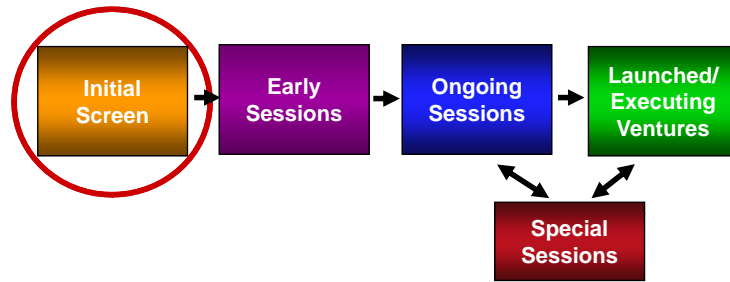 Initial
Screen
Early
Sessions
Ongoing
Sessions
Launched/
Executing
Ventures
Special
Sessions